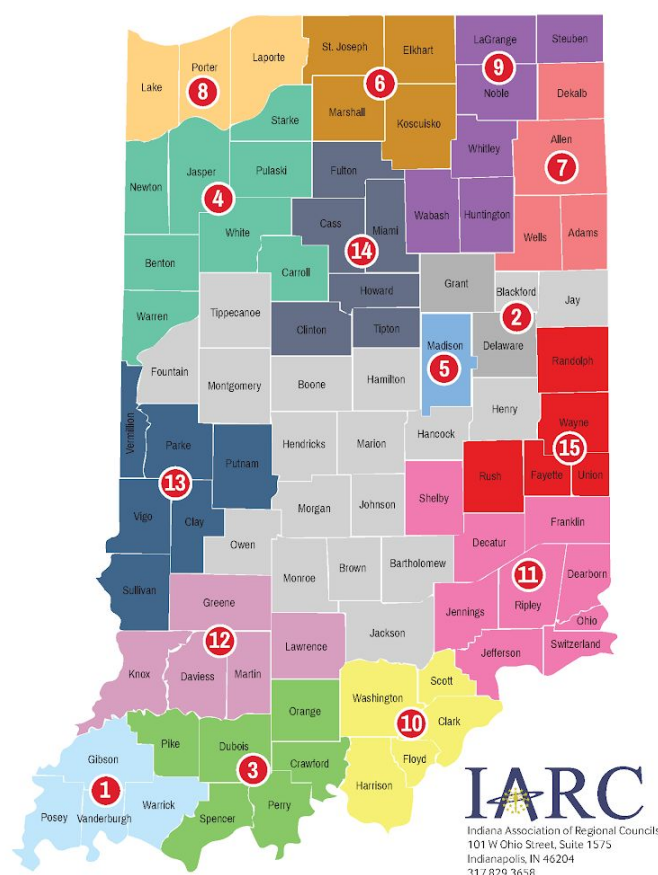 LaGrange
Steuben
St. Joseph
Elkhart
9
Laporte
Porter
Lake
8
6
Noble
Dekalb
Marshall
Koscuisko
Starke
Allen
Whitley
7
Jasper
Pulaski
Fulton
Newton
4
Wabash
Huntington
Cass
Miami
White
Wells
Adams
14
Benton
Carroll
Grant
Howard
Blackford
Jay
Tippecanoe
Warren
2
Clinton
Tipton
Madison
Delaware
5
Randolph
Fountain
Montgomery
Boone
Hamilton
Henry
Wayne
Vermillion
Parke
Hendricks
Marion
Hancock
15
Putnam
Rush
Fayette
Union
13
Shelby
Morgan
Johnson
Vigo
Clay
Franklin
Owen
Decatur
Brown
Bartholomew
Monroe
11
Dearborn
Sullivan
Greene
Jennings
Ripley
Ohio
12
Jackson
Lawrence
Switzerland
Jefferson
Knox
Daviess
Martin
Scott
Washington
Orange
10
Clark
Pike
Dubois
Floyd
Gibson
Crawford
3
Harrison
1
Posey
Vanderburgh
Warrick
Perry
Spencer
IARC
Indiana Association of Regional Councils
101 W Ohio Street, Suite 1575
Indianapolis, IN 46204
317.829.3658